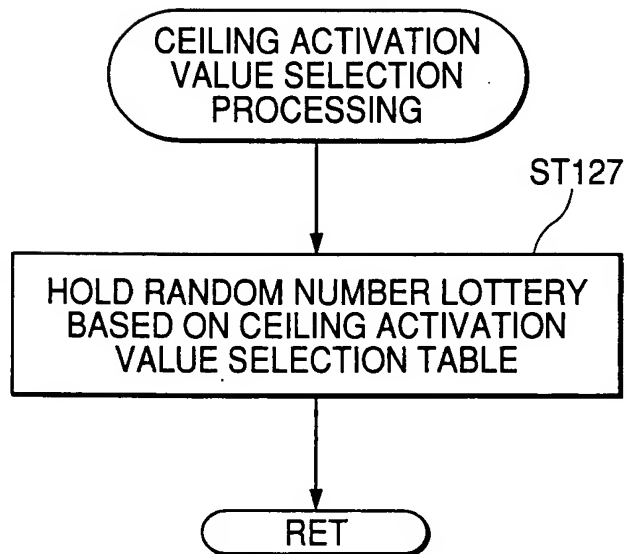 CEILING ACTIVATION
VALUE SELECTION
PROCESSING
ST127
HOLD RANDOM NUMBER LOTTERY
BASED ON CEILING ACTIVATION
VALUE SELECTION TABLE
RET